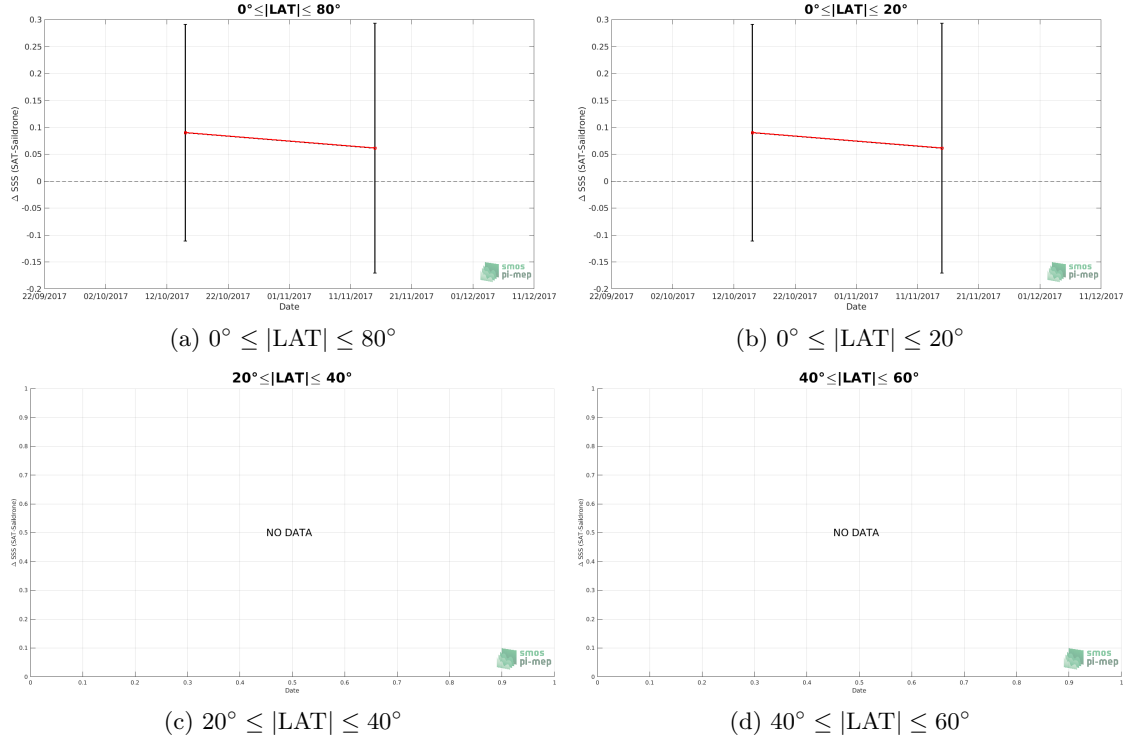 0°≤|LAT|≤ 80°
0.3
0.25
0.2
0.15
0.1
0.05
0
-0.05
-0.1
-0.15
-0.2
Δ SSS (SAT-Saildrone)
22/09/2017 02/10/2017 12/10/2017 22/10/2017 01/11/2017 11/11/2017 21/11/2017 01/12/2017 11/12/2017
Date
smos
pi-mep
(a) 0° ≤ |LAT| ≤ 80°
0°≤|LAT|≤ 20°
0.3
0.25
0.2
0.15
0.1
0.05
0
-0.05
-0.1
-0.15
-0.2
Δ SSS (SAT-Saildrone)
22/09/2017 02/10/2017 12/10/2017 22/10/2017 01/11/2017 11/11/2017 21/11/2017 01/12/2017 11/12/2017
Date
smos
pi-mep
(b) 0° ≤ |LAT| ≤ 20°
20°≤|LAT|≤ 40°
1
0.9
0.8
0.7
0.6
0.5
0.4
0.3
0.2
0.1
0
Δ SSS (SAT-Saildrone)
NO DATA
0 0.1 0.2 0.3 0.4 0.5 0.6 0.7 0.8 0.9 1
Date
smos
pi-mep
(c) 20° ≤ |LAT| ≤ 40°
40°≤|LAT|≤ 60°
1
0.9
0.8
0.7
0.6
0.5
0.4
0.3
0.2
0.1
0
Δ SSS (SAT-Saildrone)
NO DATA
0 0.1 0.2 0.3 0.4 0.5 0.6 0.7 0.8 0.9 1
Date
smos
pi-mep
(d) 40° ≤ |LAT| ≤ 60°